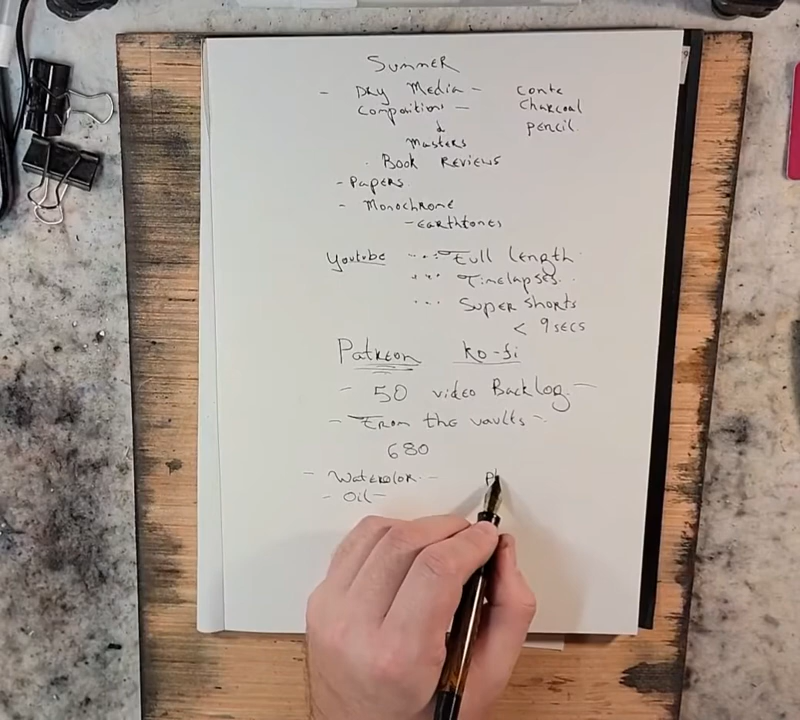 Summer
- Dry Media - Conte
Compositions - Charcoal
& pencil
Masters
. Book Reviews
- Papers
- Monochrome
- Earthtones
Youtube ... Full length
... Timelapses..
... Super shorts
< 9 secs
Patreon Ko-fi
- 50 video Backlog. -
- From the vaults -
680
- Watercolor. -
- Oil -